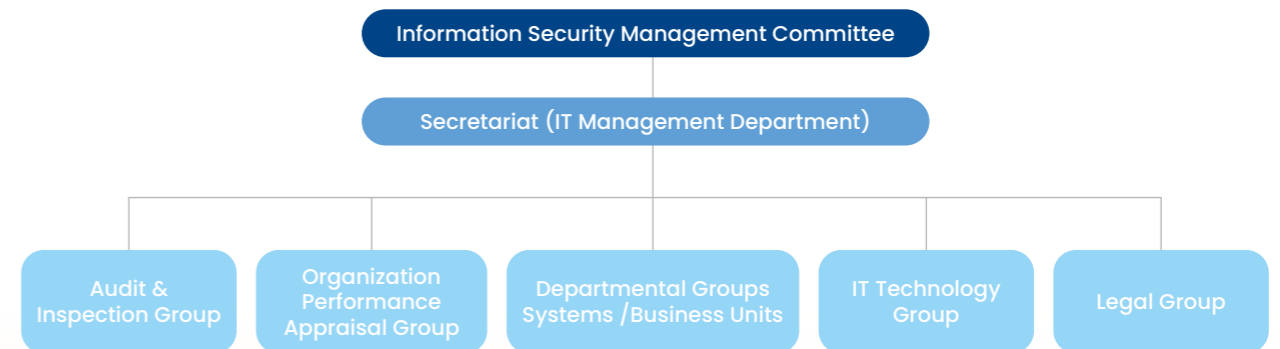 Information Security Management Committee
Secretariat (IT Management Department)
Audit &
Inspection Group
Organization
Performance
Appraisal Group
Departmental Groups
Systems /Business Units
IT Technology
Group
Legal Group